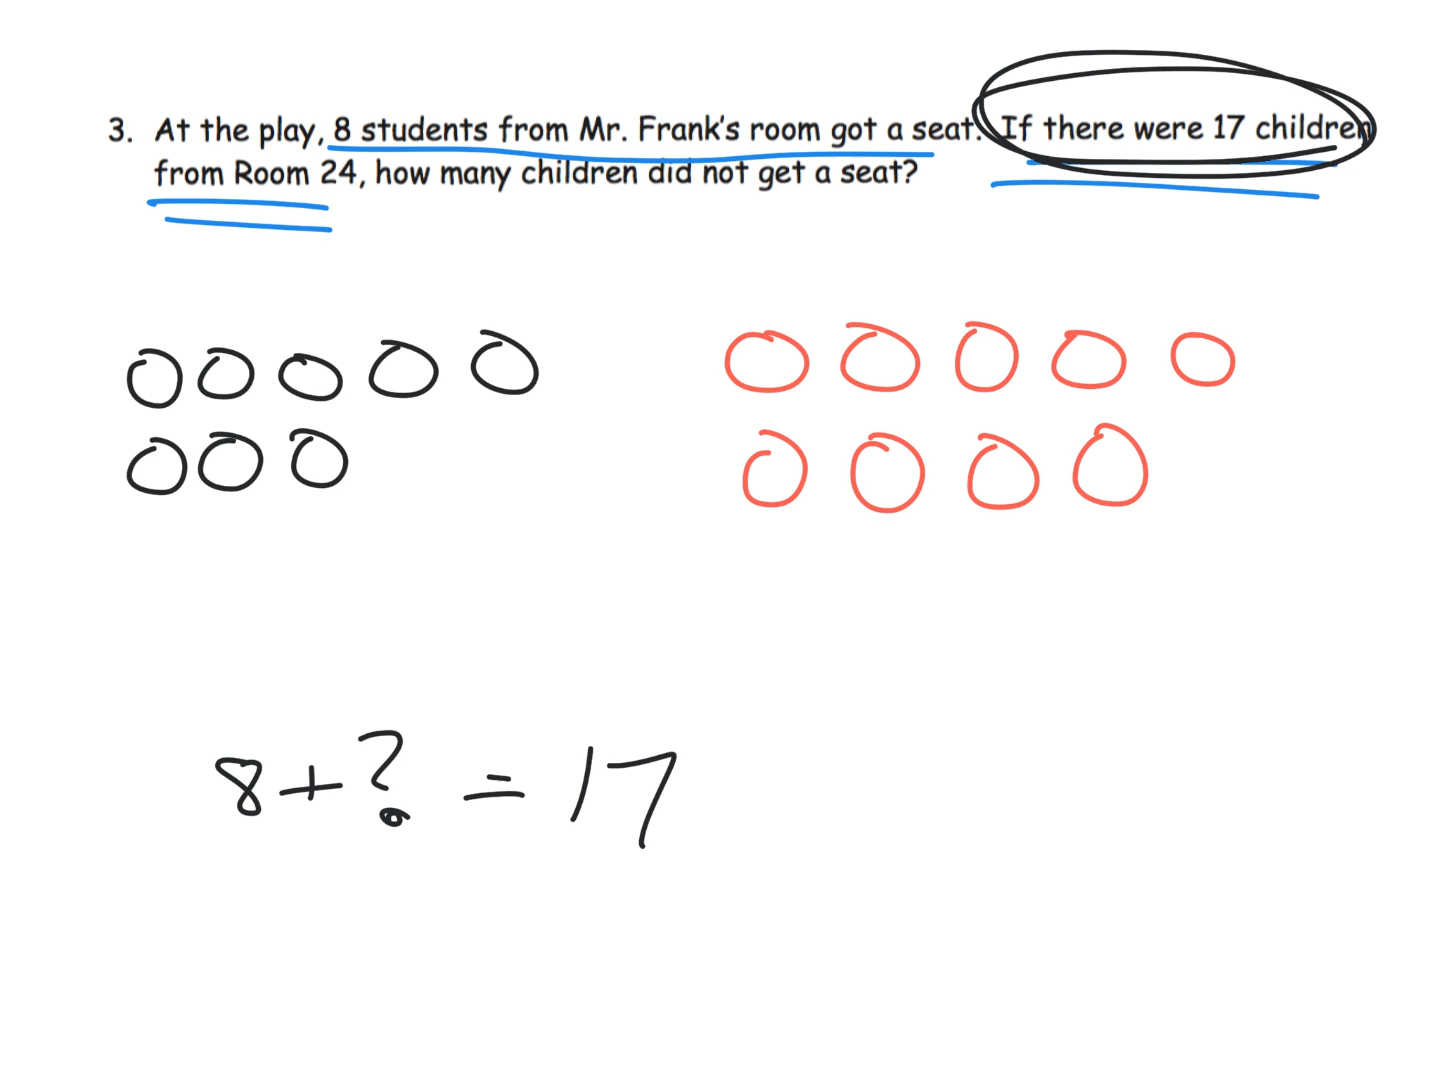 3. At the play, 8 students from Mr. Frank's room got a seat. If there were 17 children
from Room 24, how many children did not get a seat?
8 + ? = 17